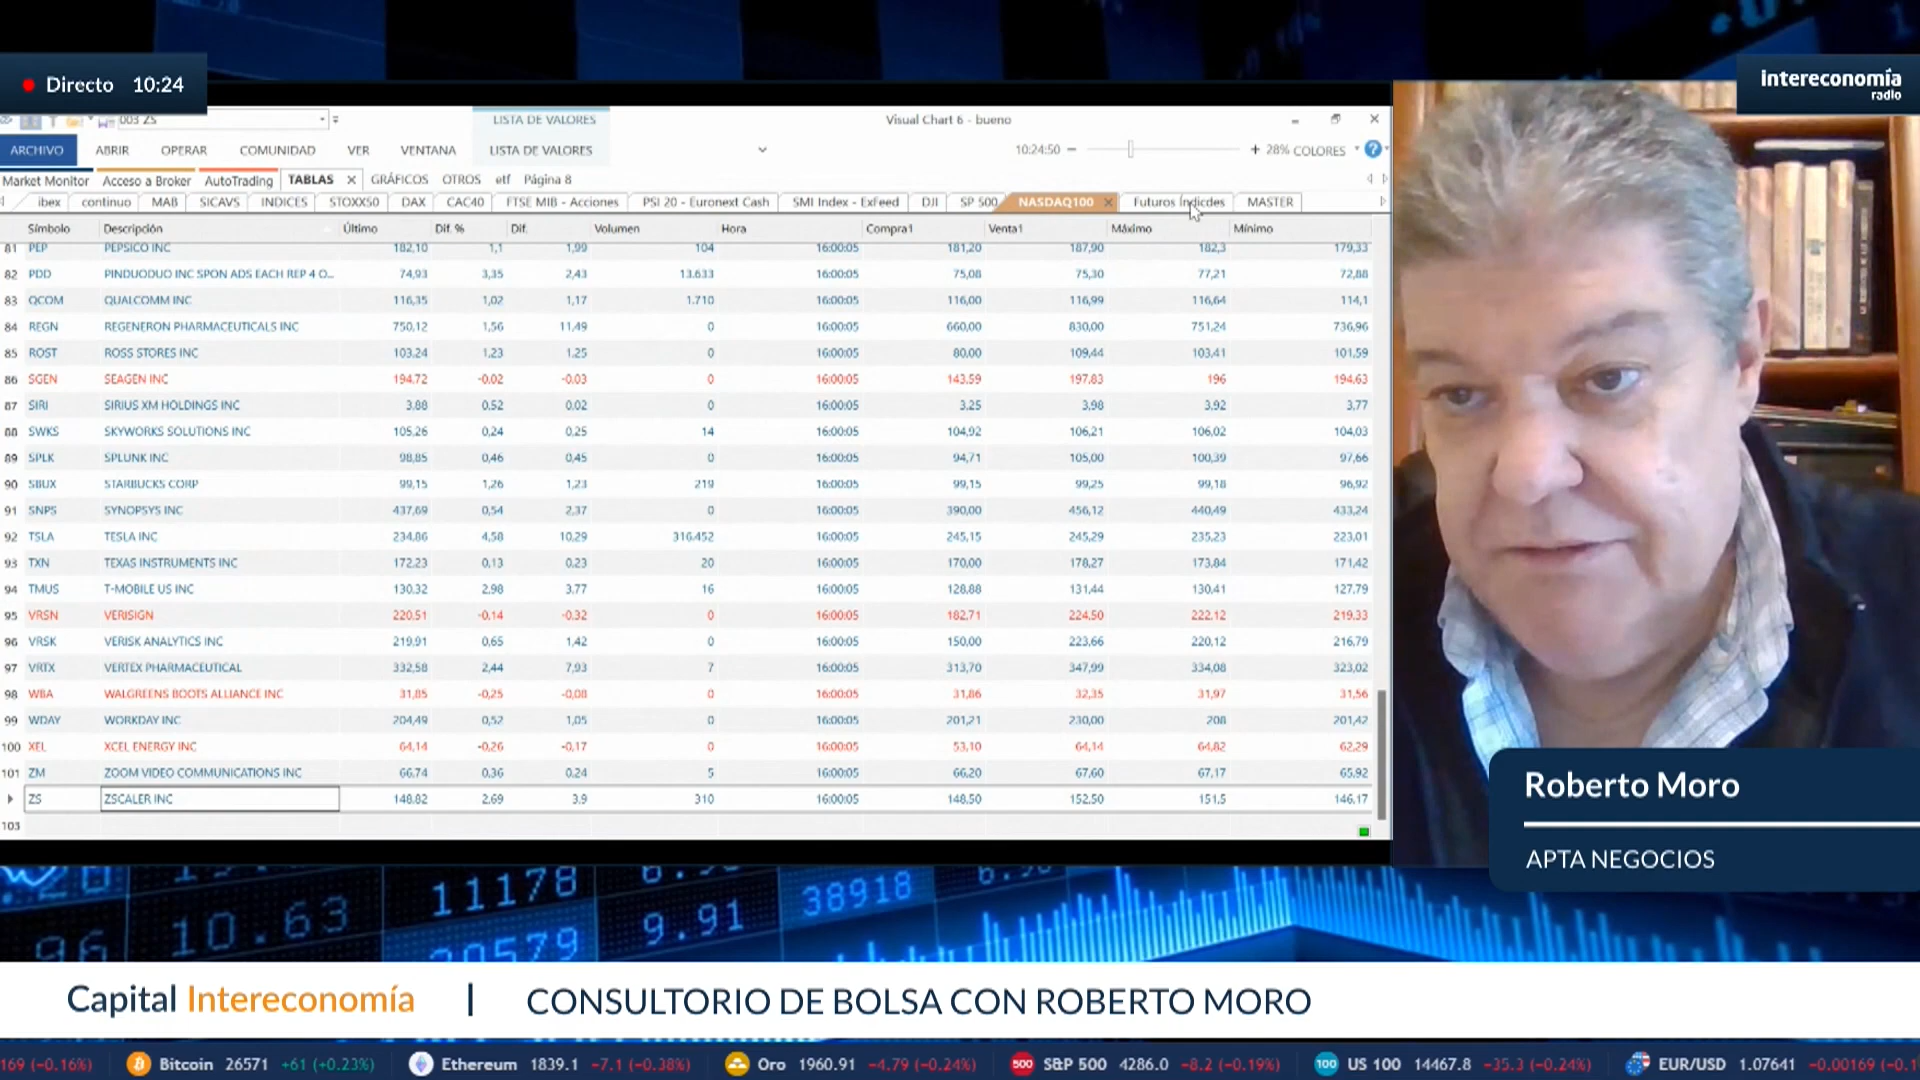 Directo 10:24
intereconomía
radio
003 ZS
LISTA DE VALORES
Visual Chart 6 - bueno
ARCHIVO ABRIR OPERAR COMUNIDAD VER VENTANA LISTA DE VALORES 10:24:50 − + 28% COLORES ?
Market Monitor Acceso a Broker AutoTrading TABLAS GRÁFICOS OTROS etf Página 8
ibex continuo MAB SICAVS INDICES STOXX50 DAX CAC40 FTSE MIB - Acciones PSI 20 - Euronext Cash SMI Index - ExFeed DJI SP 500 NASDAQ100 Futuros Índicdes MASTER
Símbolo Descripción Último Dif. % Dif. Volumen Hora Compra1 Venta1 Máximo Mínimo
81 PEP PEPSICO INC 182,10 1,1 1,99 104 16:00:05 181,20 187,90 182,3 179,33
82 PDD PINDUODUO INC SPON ADS EACH REP 4 O... 74,93 3,35 2,43 13.633 16:00:05 75,08 75,30 77,21 72,88
83 QCOM QUALCOMM INC 116,35 1,02 1,17 1.710 16:00:05 116,00 116,99 116,64 114,1
84 REGN REGENERON PHARMACEUTICALS INC 750,12 1,56 11,49 0 16:00:05 660,00 830,00 751,24 736,96
85 ROST ROSS STORES INC 103,24 1,23 1,25 0 16:00:05 80,00 109,44 103,41 101,59
86 SGEN SEAGEN INC 194,72 -0,02 -0,03 0 16:00:05 143,59 197,83 196 194,63
87 SIRI SIRIUS XM HOLDINGS INC 3,88 0,52 0,02 0 16:00:05 3,25 3,98 3,92 3,77
88 SWKS SKYWORKS SOLUTIONS INC 105,26 0,24 0,25 14 16:00:05 104,92 106,21 106,02 104,03
89 SPLK SPLUNK INC 98,85 0,46 0,45 0 16:00:05 94,71 105,00 100,39 97,66
90 SBUX STARBUCKS CORP 99,15 1,26 1,23 219 16:00:05 99,15 99,25 99,18 96,92
91 SNPS SYNOPSYS INC 437,69 0,54 2,37 0 16:00:05 390,00 456,12 440,49 433,24
92 TSLA TESLA INC 234,86 4,58 10,29 316.452 16:00:05 245,15 245,29 235,23 223,01
93 TXN TEXAS INSTRUMENTS INC 172,23 0,13 0,23 20 16:00:05 170,00 178,27 173,84 171,42
94 TMUS T-MOBILE US INC 130,32 2,98 3,77 16 16:00:05 128,88 131,44 130,41 127,79
95 VRSN VERISIGN 220,51 -0,14 -0,32 0 16:00:05 182,71 224,50 222,12 219,33
96 VRSK VERISK ANALYTICS INC 219,91 0,65 1,42 0 16:00:05 150,00 223,66 220,12 216,79
97 VRTX VERTEX PHARMACEUTICAL 332,58 2,44 7,93 7 16:00:05 313,70 347,99 334,08 323,02
98 WBA WALGREENS BOOTS ALLIANCE INC 31,85 -0,25 -0,08 0 16:00:05 31,86 32,35 31,97 31,56
99 WDAY WORKDAY INC 204,49 0,52 1,05 0 16:00:05 201,21 230,00 208 201,42
100 XEL XCEL ENERGY INC 64,14 -0,26 -0,17 0 16:00:05 53,10 64,14 64,82 62,29
101 ZM ZOOM VIDEO COMMUNICATIONS INC 66,74 0,36 0,24 5 16:00:05 66,20 67,60 67,17 65,92
ZS ZSCALER INC 148,82 2,69 3,9 310 16:00:05 148,50 152,50 151,5 146,17
103
Roberto Moro
APTA NEGOCIOS
11178
38918
10.63
9.91
20579
96
Capital Intereconomía | CONSULTORIO DE BOLSA CON ROBERTO MORO
169 (-0.16%) Bitcoin 26571 +61 (+0.23%) Ethereum 1839.1 -7.1 (-0.38%) Oro 1960.91 -4.79 (-0.24%) 500 S&P 500 4286.0 -8.2 (-0.19%) 100 US 100 14467.8 -35.3 (-0.24%) EUR/USD 1.07641 -0.00169 (-0.1